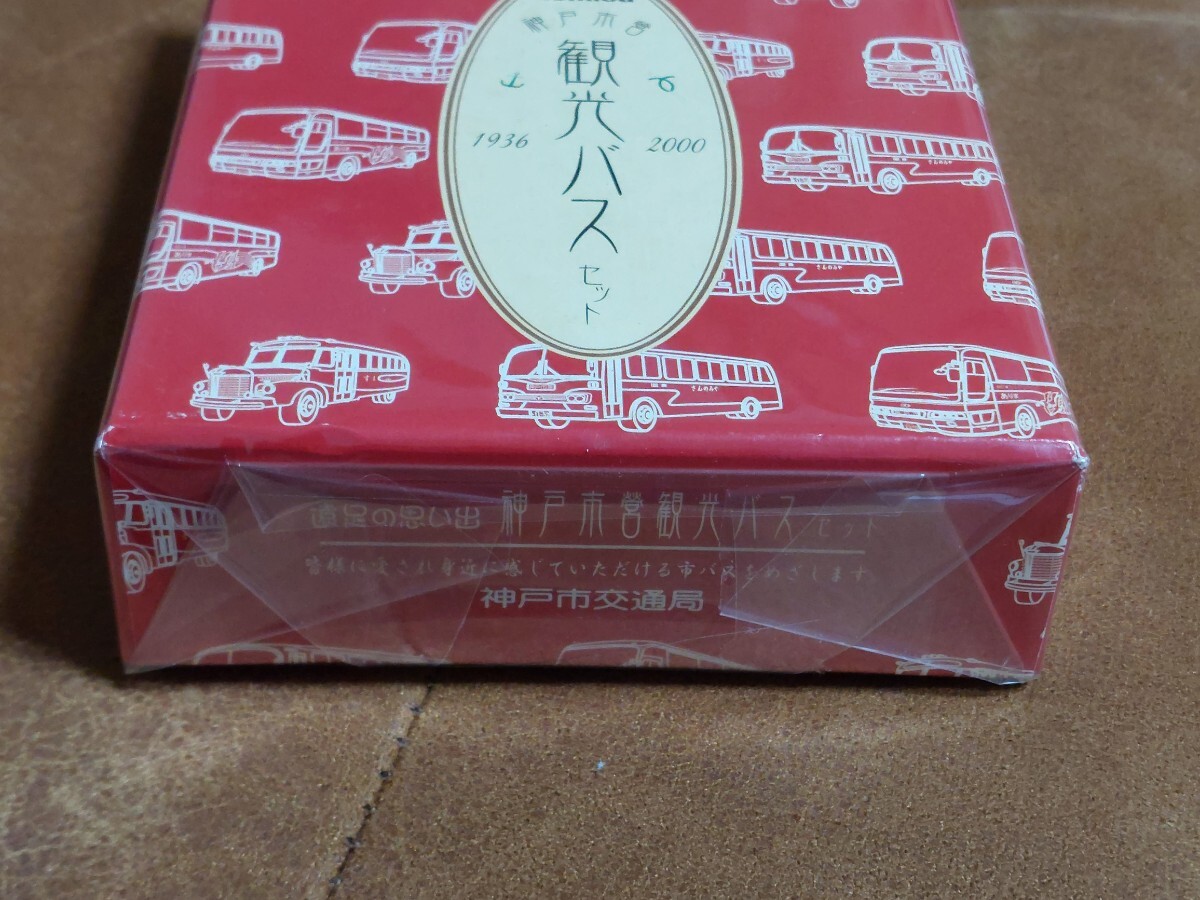 神戸市営
観光バス
セット
1936
2000
遠足の思い出 神戸市営観光バスセット
皆様に愛され身近に感じていただける市バスをめざします。
神戸市交通局